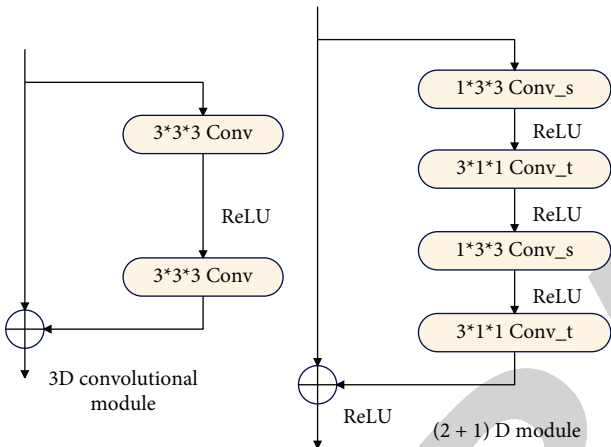 3*3*3 Conv
ReLU
3*3*3 Conv
3D convolutional
module
1*3*3 Conv_s
ReLU
3*1*1 Conv_t
ReLU
1*3*3 Conv_s
ReLU
3*1*1 Conv_t
ReLU
(2 + 1) D module